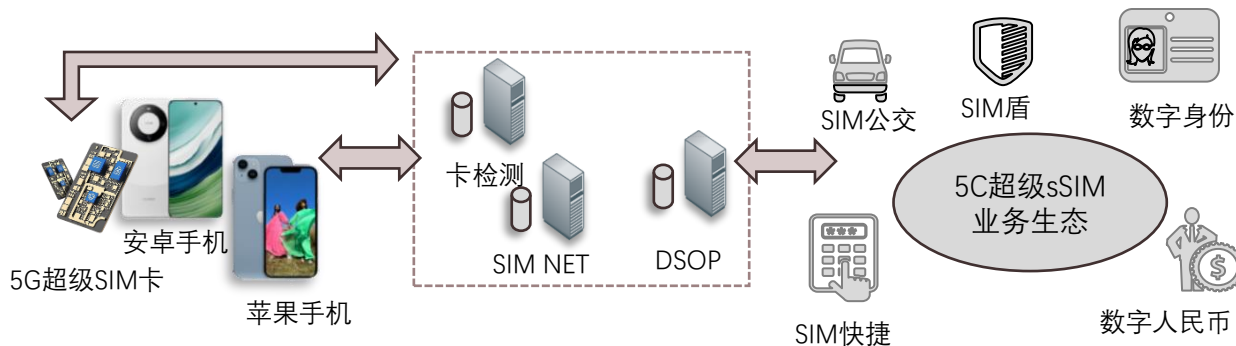 SIM公交
SIM盾
数字身份
卡检测
5C超级sSIM
业务生态
安卓手机
SIM NET
DSOP
5G超级SIM卡
苹果手机
SIM快捷
数字人民币